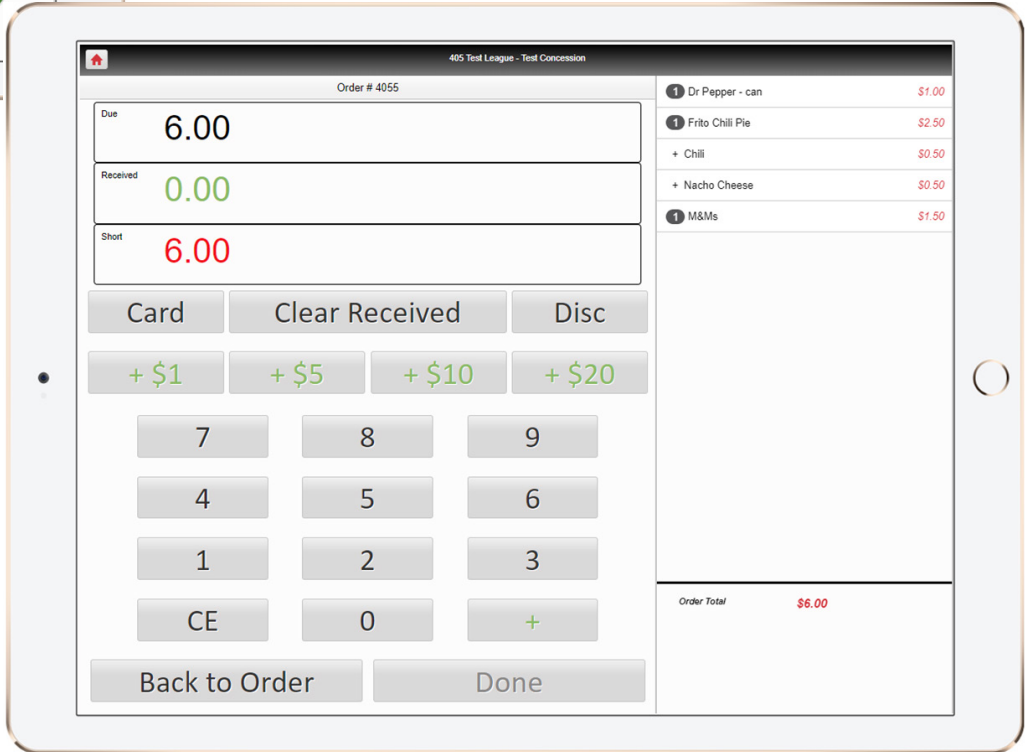 405 Test League - Test Concession
Order # 4055
Due
6.00
Received
0.00
Short
6.00
Card Clear Received Disc
+ $1 + $5 + $10 + $20
7 8 9
4 5 6
1 2 3
CE 0 +
Back to Order Done
1 Dr Pepper - can $1.00
1 Frito Chili Pie $2.50
+ Chili $0.50
+ Nacho Cheese $0.50
1 M&Ms $1.50
Order Total $6.00